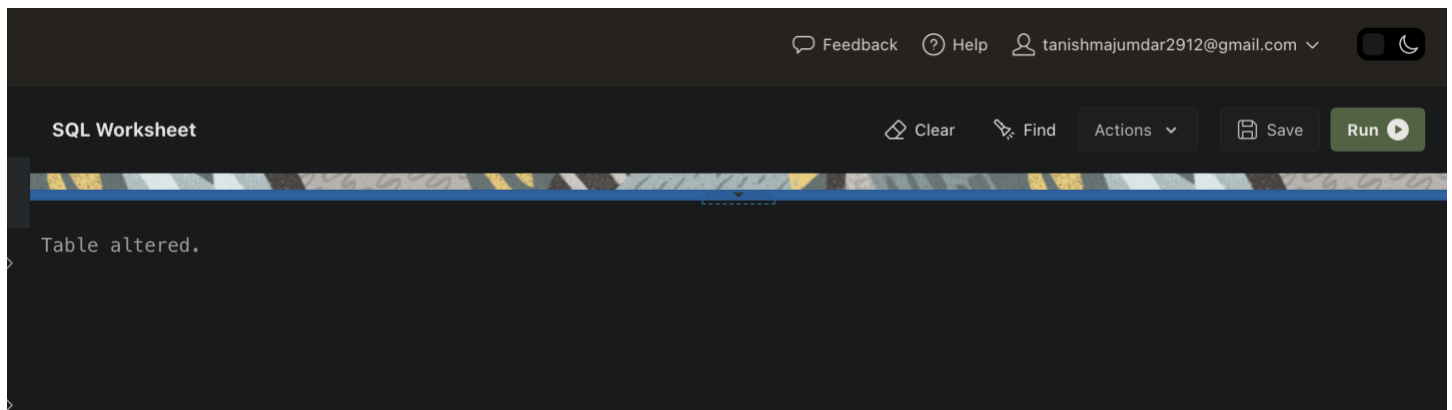 Feedback Help tanishmajumdar2912@gmail.com
SQL Worksheet Clear Find Actions Save Run
Table altered.